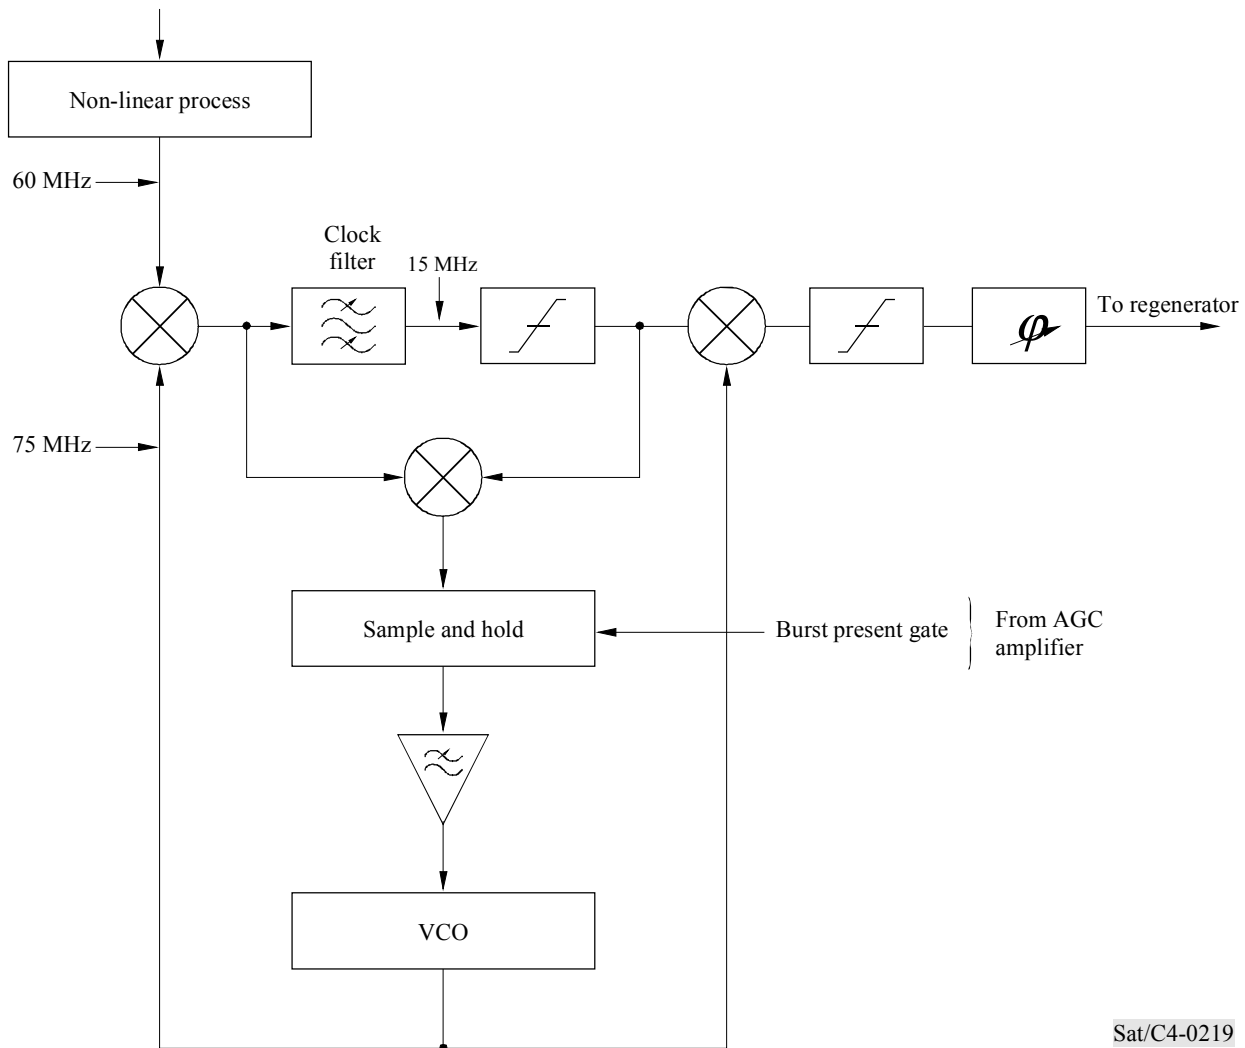 Non-linear process
60 MHz
Clock
filter
15 MHz
To regenerator
φ
75 MHz
Sample and hold
Burst present gate
From AGC
amplifier
VCO
Sat/C4-0219